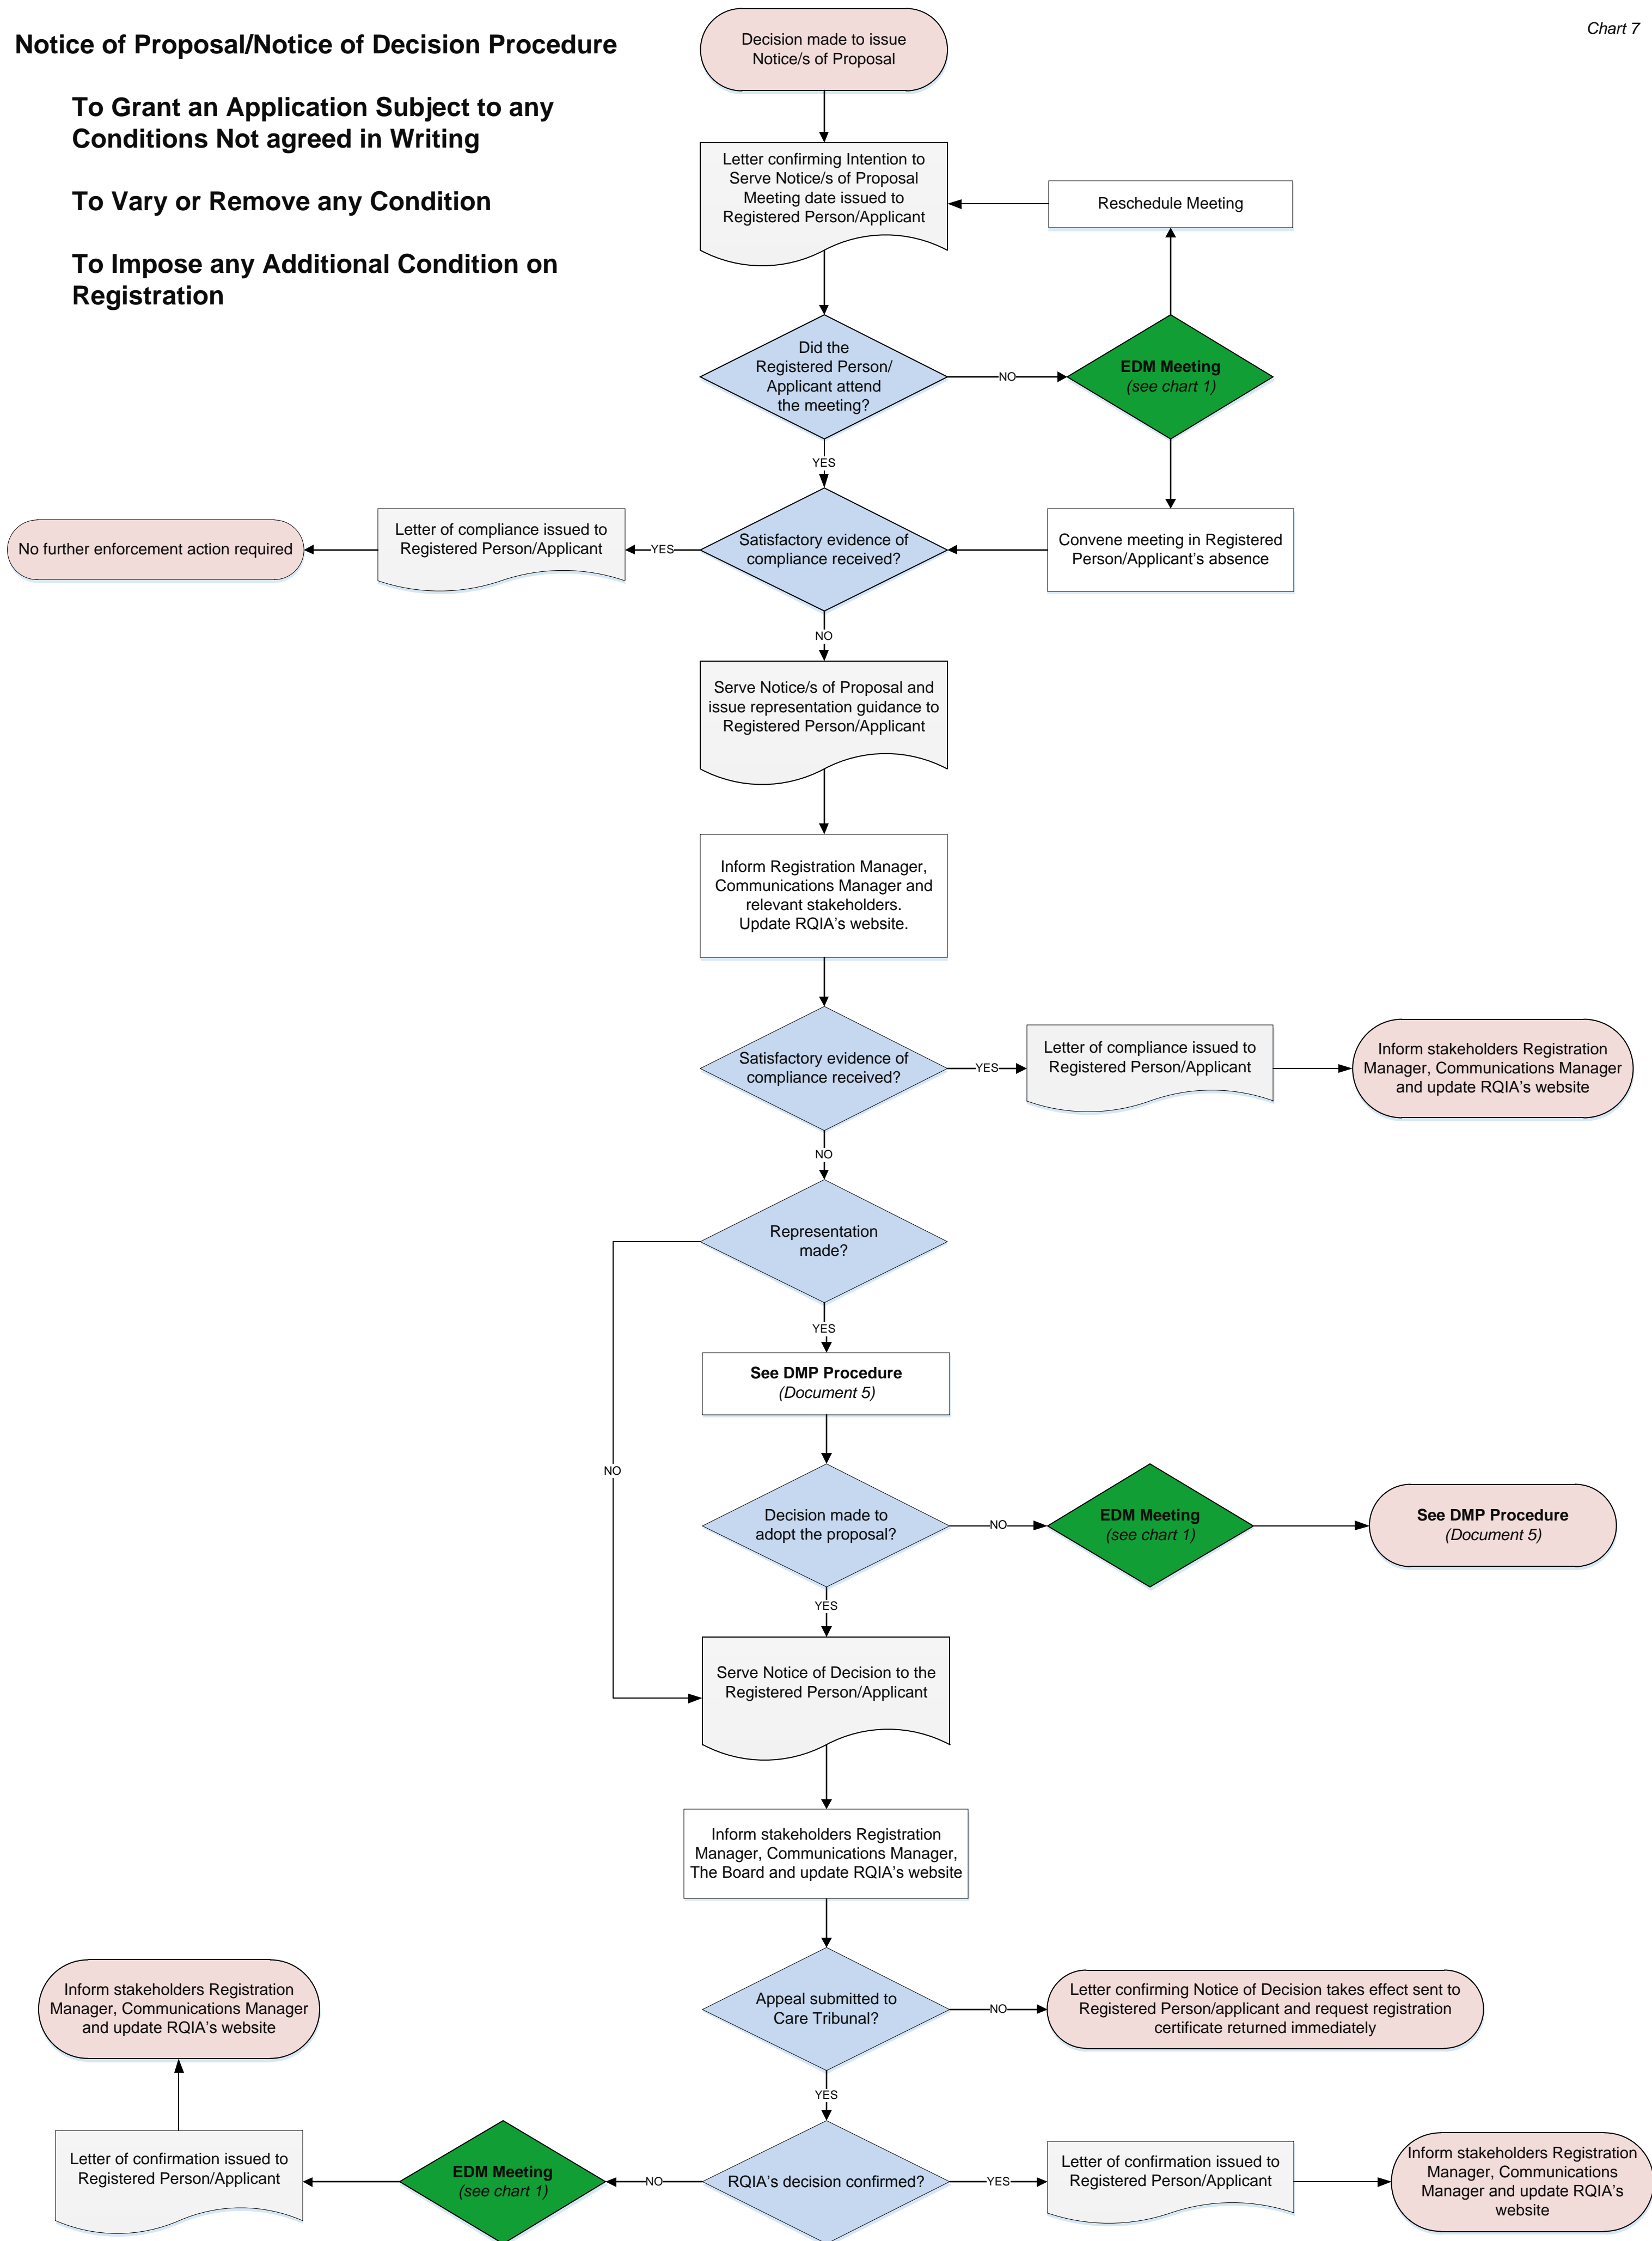 Chart 7
Notice of Proposal/Notice of Decision Procedure
To Grant an Application Subject to any
Conditions Not agreed in Writing
To Vary or Remove any Condition
To Impose any Additional Condition on
Registration
Decision made to issue
Notice/s of Proposal
Letter confirming Intention to
Serve Notice/s of Proposal
Meeting date issued to
Registered Person/Applicant
Reschedule Meeting
Did the
Registered Person/
Applicant attend
the meeting?
NO
EDM Meeting
(see chart 1)
YES
No further enforcement action required
Letter of compliance issued to
Registered Person/Applicant
YES
Satisfactory evidence of
compliance received?
Convene meeting in Registered
Person/Applicant’s absence
NO
Serve Notice/s of Proposal and
issue representation guidance to
Registered Person/Applicant
Inform Registration Manager,
Communications Manager and
relevant stakeholders.
Update RQIA’s website.
Satisfactory evidence of
compliance received?
YES
Letter of compliance issued to
Registered Person/Applicant
Inform stakeholders Registration
Manager, Communications Manager
and update RQIA’s website
NO
Representation
made?
YES
See DMP Procedure
(Document 5)
NO
Decision made to
adopt the proposal?
NO
EDM Meeting
(see chart 1)
See DMP Procedure
(Document 5)
YES
Serve Notice of Decision to the
Registered Person/Applicant
Inform stakeholders Registration
Manager, Communications Manager,
The Board and update RQIA’s website
Appeal submitted to
Care Tribunal?
NO
Letter confirming Notice of Decision takes effect sent to
Registered Person/applicant and request registration
certificate returned immediately
Inform stakeholders Registration
Manager, Communications Manager
and update RQIA’s website
YES
Letter of confirmation issued to
Registered Person/Applicant
EDM Meeting
(see chart 1)
NO
RQIA’s decision confirmed?
YES
Letter of confirmation issued to
Registered Person/Applicant
Inform stakeholders Registration
Manager, Communications
Manager and update RQIA’s
website